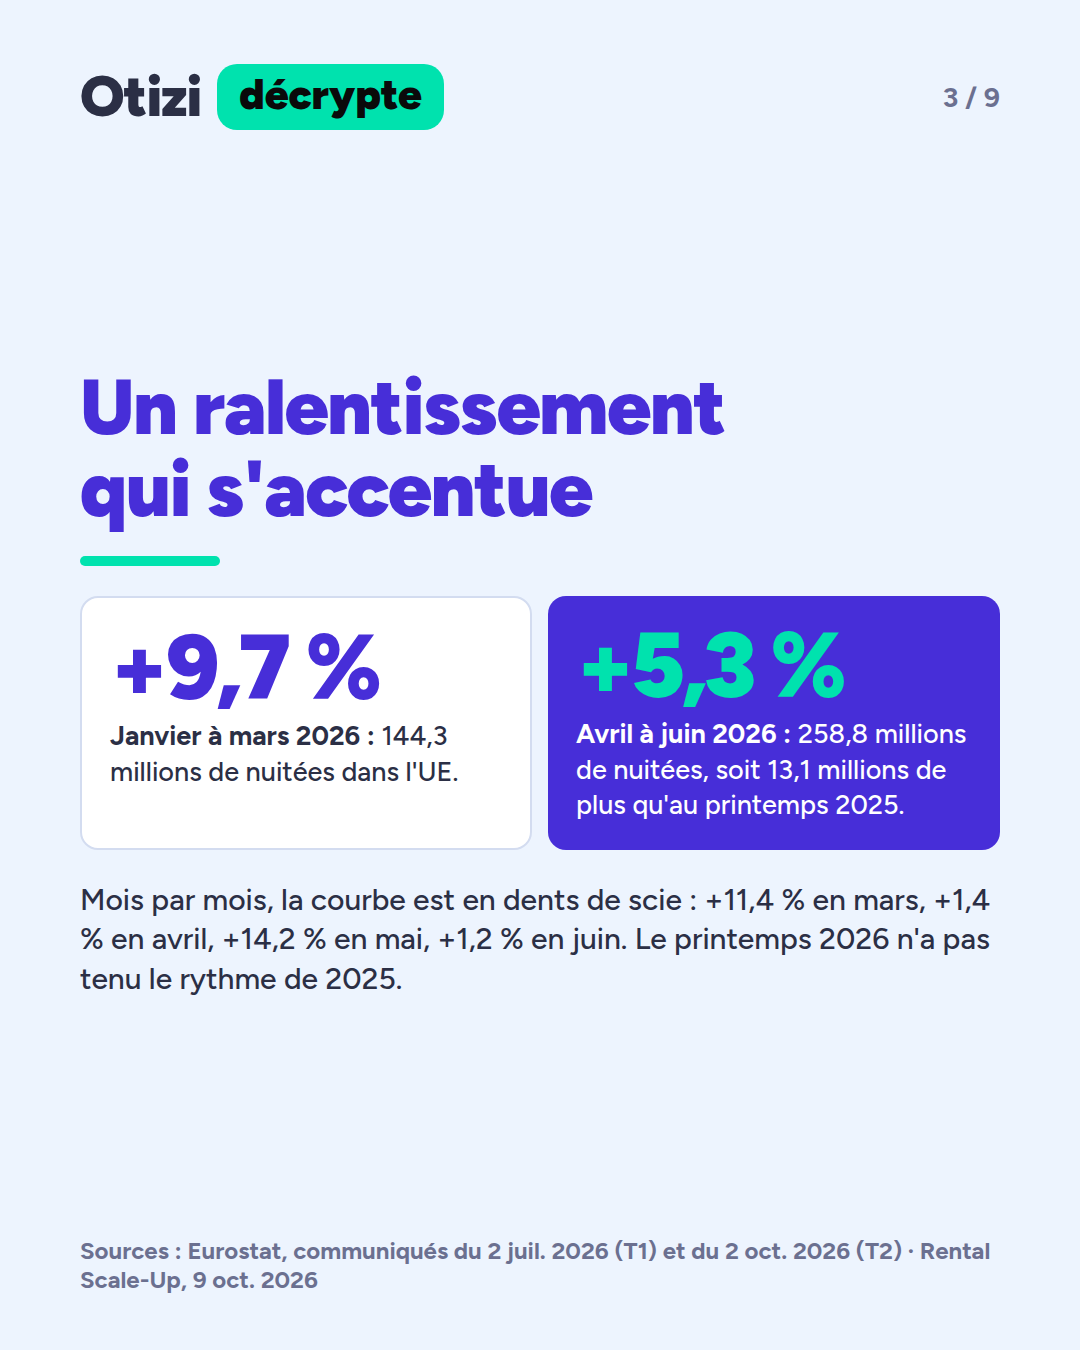 Otizi décrypte
3 / 9
Un ralentissement
qui s'accentue
+9,7 %
Janvier à mars 2026 : 144,3
millions de nuitées dans l'UE.
+5,3 %
Avril à juin 2026 : 258,8 millions
de nuitées, soit 13,1 millions de
plus qu'au printemps 2025.
Mois par mois, la courbe est en dents de scie : +11,4 % en mars, +1,4
% en avril, +14,2 % en mai, +1,2 % en juin. Le printemps 2026 n'a pas
tenu le rythme de 2025.
Sources : Eurostat, communiqués du 2 juil. 2026 (T1) et du 2 oct. 2026 (T2) · Rental
Scale-Up, 9 oct. 2026